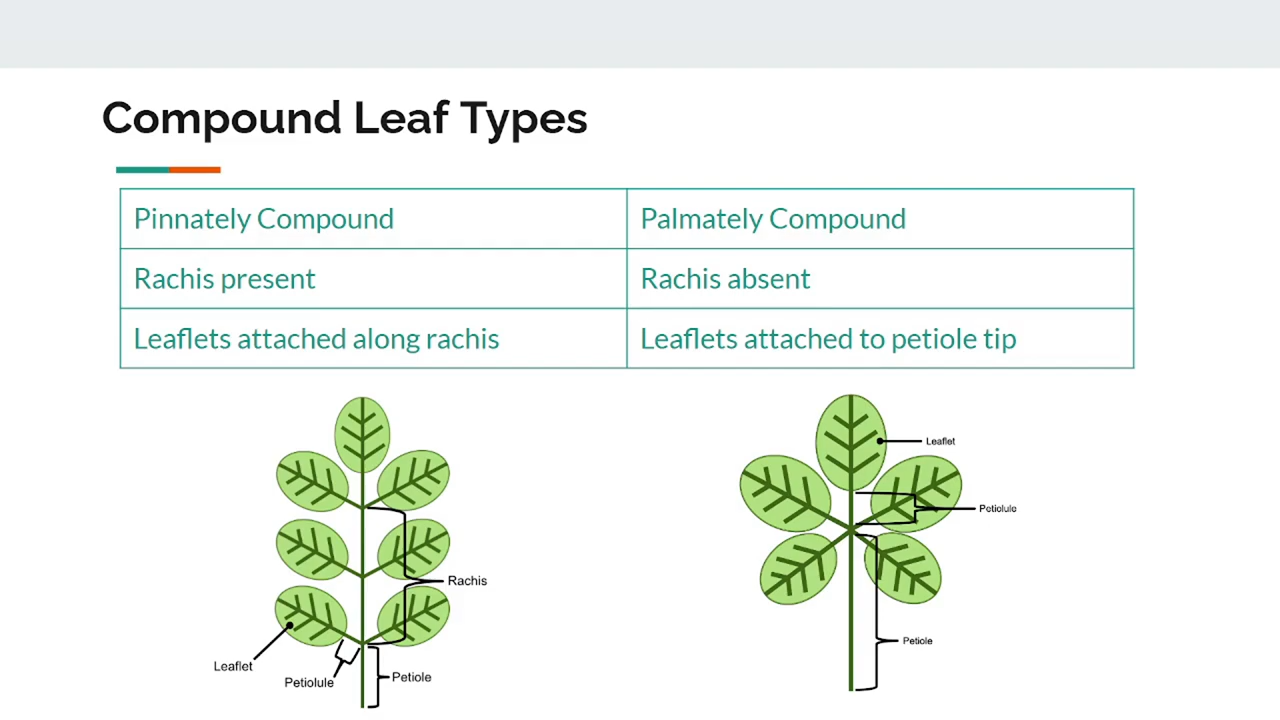 Compound Leaf Types
Pinnately Compound
Palmately Compound
Rachis present
Rachis absent
Leaflets attached along rachis
Leaflets attached to petiole tip
Rachis
Leaflet
Petiolule
Petiole
Leaflet
Petiolule
Petiole